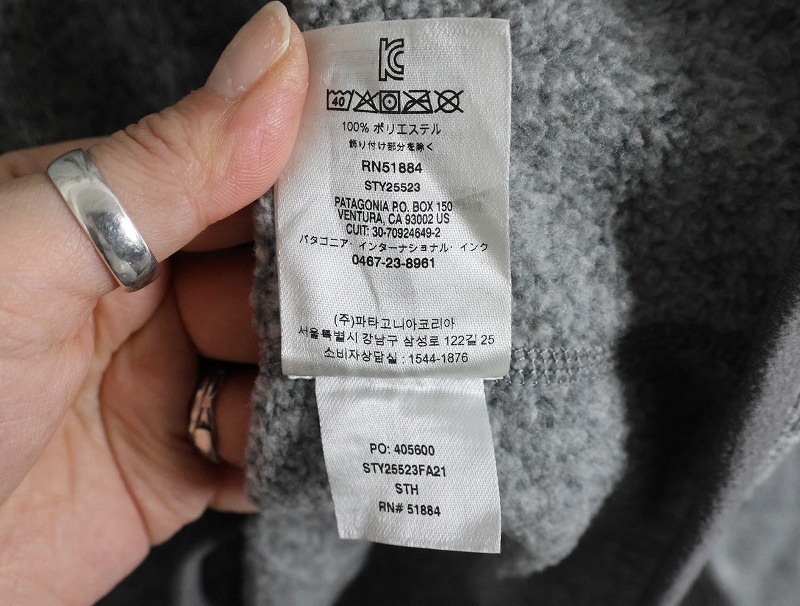 KC
40
100% ポリエステル
飾り付け部分を除く
RN51884
STY25523
PATAGONIA P.O. BOX 150
VENTURA, CA 93002 US
CUIT: 30-70924649-2
パタゴニア・インターナショナル・インク
0467-23-8961
(주)파타고니아코리아
서울특별시 강남구 삼성로 122길 25
소비자상담실 : 1544-1876
PO: 405600
STY25523FA21
STH
RN# 51884